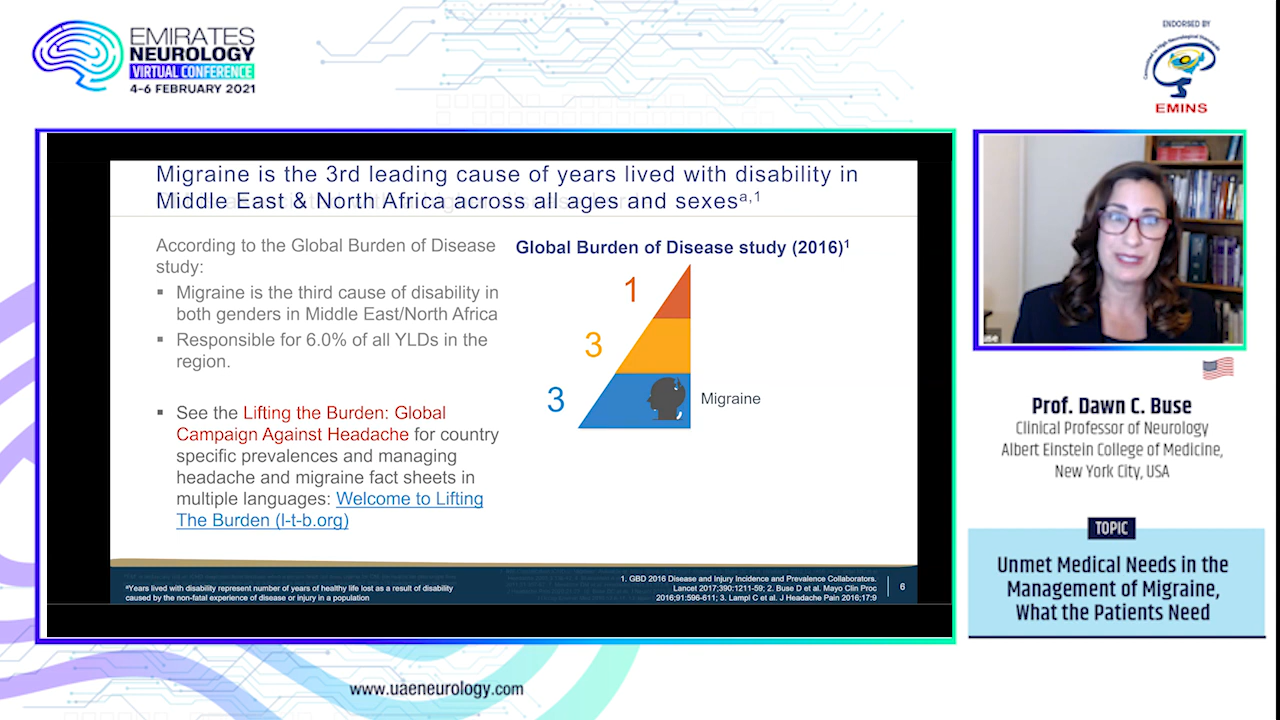 EMIRATES
NEUROLOGY
VIRTUAL CONFERENCE
4-6 FEBRUARY 2021
ENDORSED BY
Committed to High Neurological Standards
EMINS
Migraine is the 3rd leading cause of years lived with disability in
Middle East & North Africa across all ages and sexesª,¹
According to the Global Burden of Disease
study:
▪ Migraine is the third cause of disability in
both genders in Middle East/North Africa
▪ Responsible for 6.0% of all YLDs in the
region.
▪ See the Lifting the Burden: Global
Campaign Against Headache for country
specific prevalences and managing
headache and migraine fact sheets in
multiple languages: Welcome to Lifting
The Burden (l-t-b.org)
Global Burden of Disease study (2016)¹
1
3
3
Migraine
ªYears lived with disability represent number of years of healthy life lost as a result of disability
caused by the non-fatal experience of disease or injury in a population
1. GBD 2016 Disease and Injury Incidence and Prevalence Collaborators.
Lancet 2017;390:1211-59; 2. Buse D et al. Mayo Clin Proc
2016;91:596-611; 3. Lampl C et al. J Headache Pain 2016;17:9
6
Prof. Dawn C. Buse
Clinical Professor of Neurology
Albert Einstein College of Medicine,
New York City, USA
TOPIC
Unmet Medical Needs in the
Management of Migraine,
What the Patients Need
www.uaeneurology.com